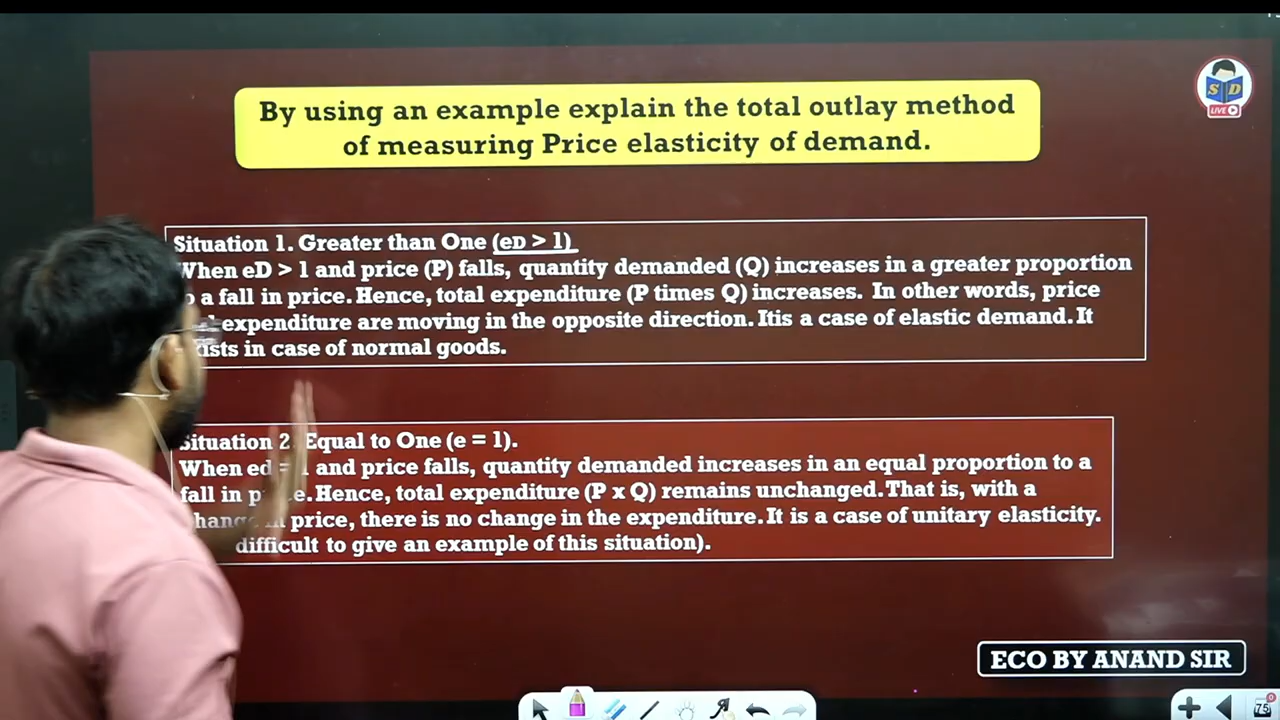 By using an example explain the total outlay method
of measuring Price elasticity of demand.
S D
LIVE
Situation 1. Greater than One (eD > 1)
When eD > 1 and price (P) falls, quantity demanded (Q) increases in a greater proportion
a fall in price. Hence, total expenditure (P times Q) increases. In other words, price
expenditure are moving in the opposite direction. Itis a case of elastic demand. It
in case of normal goods.
Situation 2. Equal to One (e = 1).
When ed = 1 and price falls, quantity demanded increases in an equal proportion to a
fall in price. Hence, total expenditure (P x Q) remains unchanged. That is, with a
price, there is no change in the expenditure. It is a case of unitary elasticity.
difficult to give an example of this situation).
ECO BY ANAND SIR
75